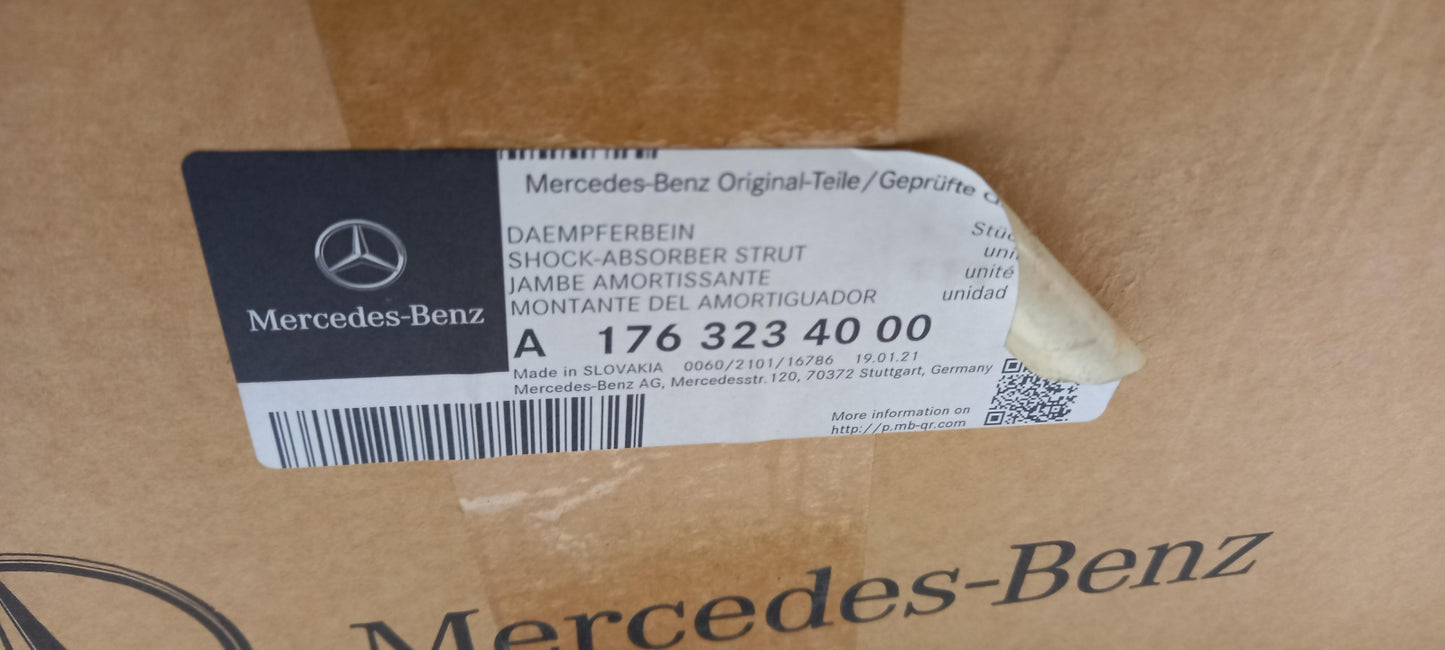 Mercedes-Benz Original-Teile/Geprüfte
DAEMPFERBEIN
SHOCK-ABSORBER STRUT
JAMBE AMORTISSANTE
unité
MONTANTE DEL AMORTIGUADOR
unidad
A 176 323 40 00
Made in SLOVAKIA 0060/2101/16786 19.01.21
Mercedes-Benz AG, Mercedesstr. 120, 70372 Stuttgart, Germany
More information on
http://p.mb-qr.com
Mercedes-Benz
Mercedes-Benz